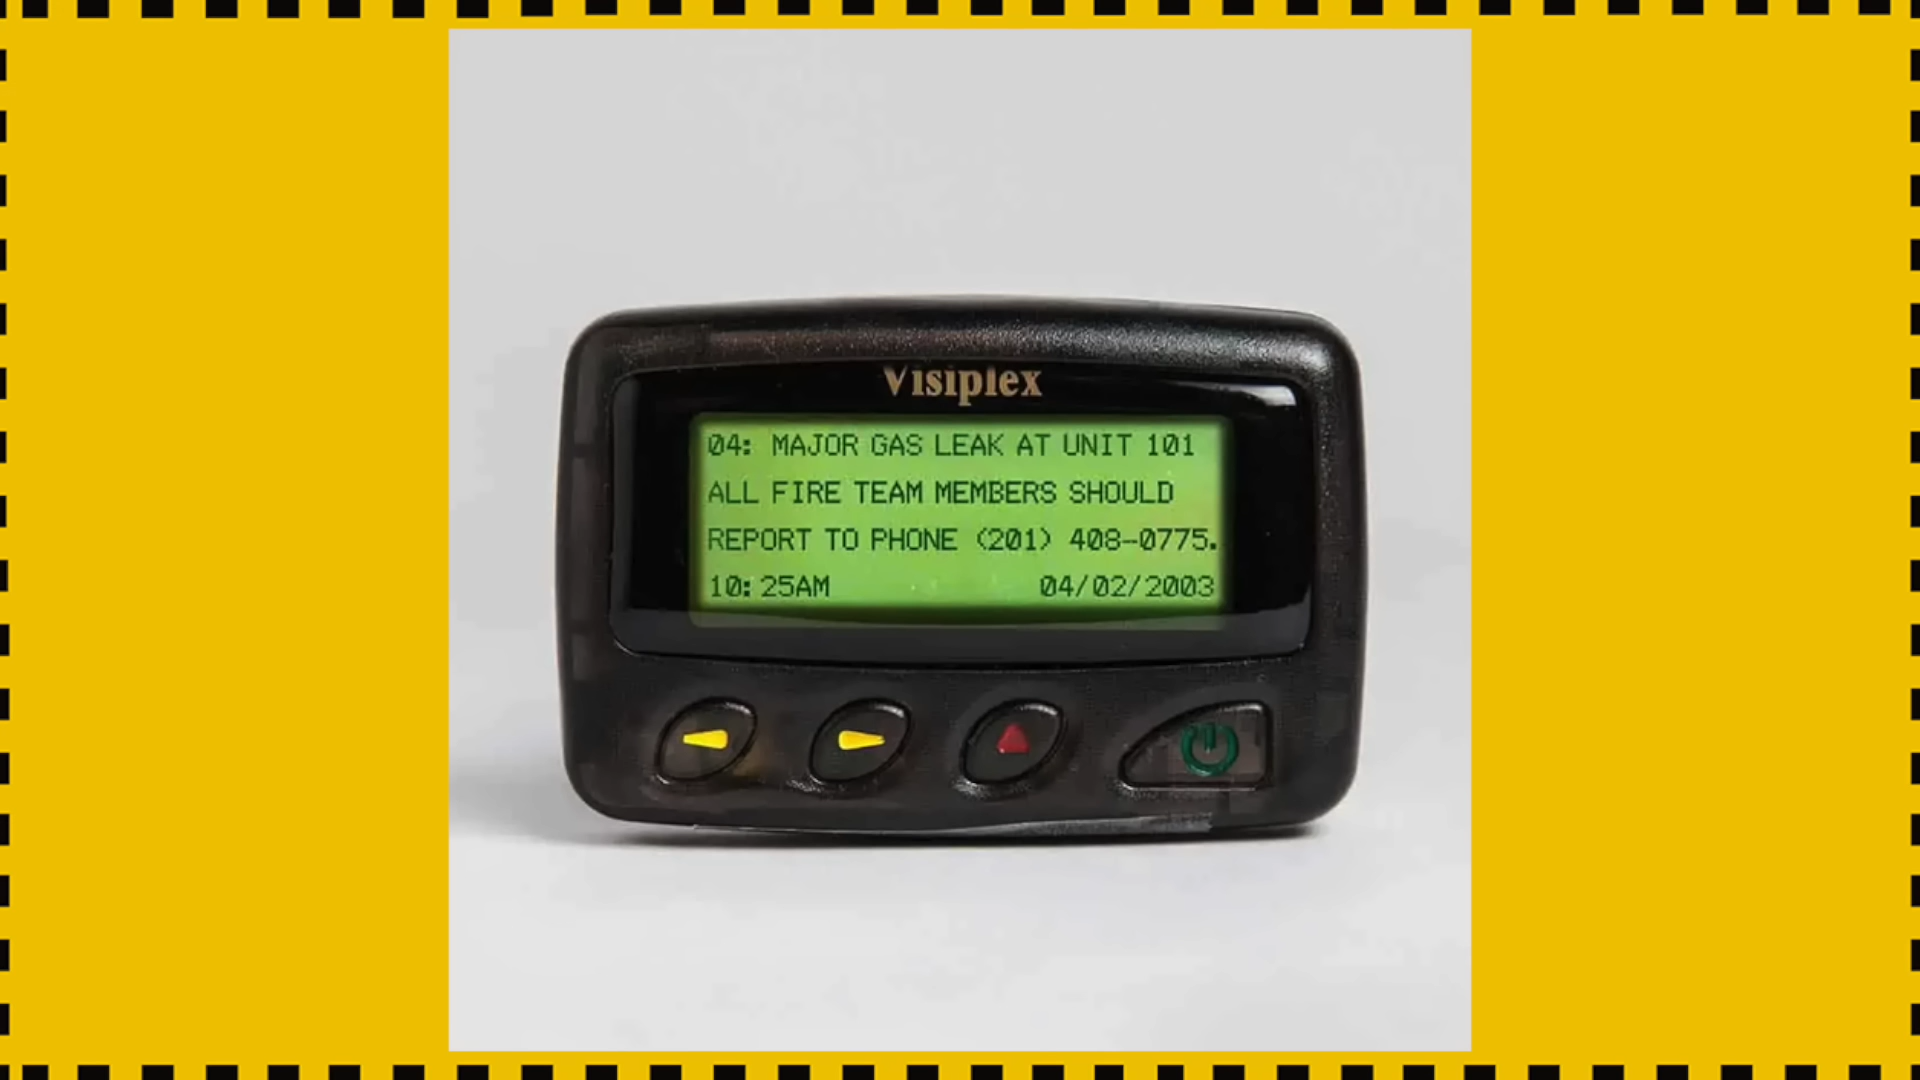 Visiplex
04: MAJOR GAS LEAK AT UNIT 101
ALL FIRE TEAM MEMBERS SHOULD
REPORT TO PHONE (201) 408-0775.
10:25AM 04/02/2003